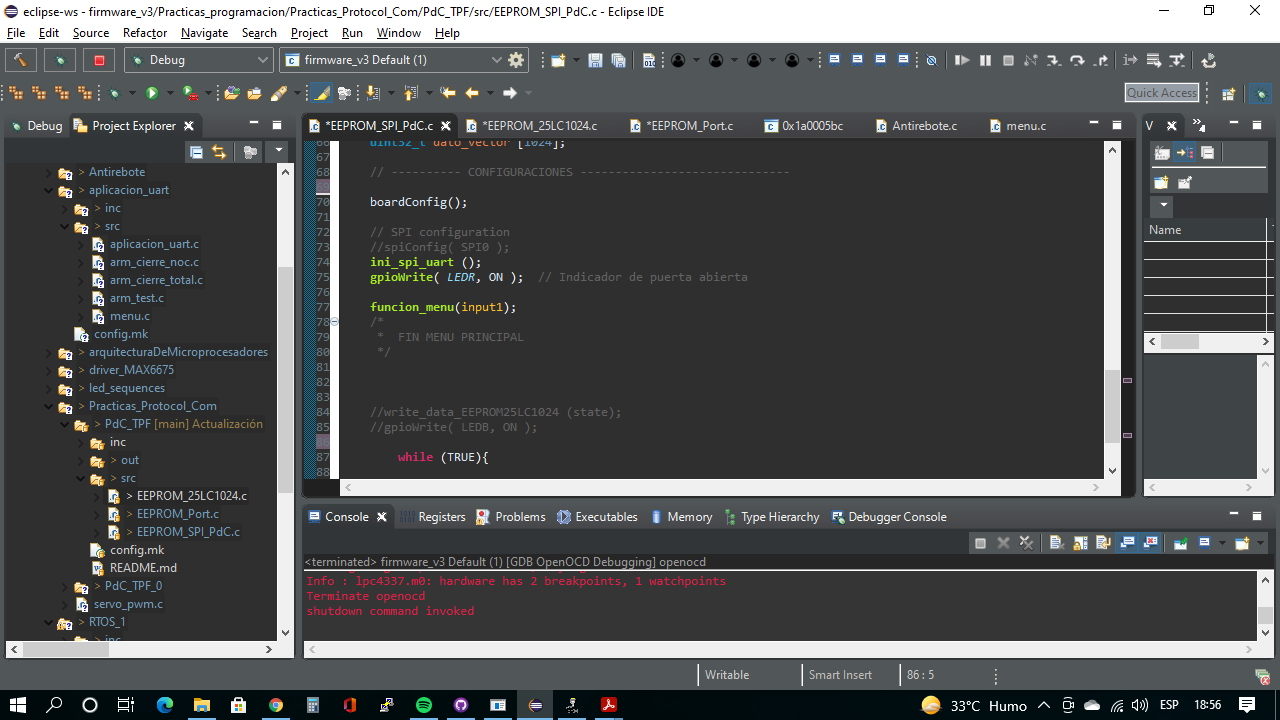 eclipse-ws - firmware_v3/Practicas_programacion/Practicas_Protocol_Com/PdC_TPF/src/EEPROM_SPI_PdC.c - Eclipse IDE
File Edit Source Refactor Navigate Search Project Run Window Help
Debug firmware_v3 Default (1)
Quick Access
Debug Project Explorer
*EEPROM_SPI_PdC.c *EEPROM_25LC1024.c *EEPROM_Port.c 0x1a0005bc Antirebote.c menu.c
V
Name
> Antirebote
> aplicacion_uart
> inc
> src
aplicacion_uart.c
arm_cierre_noc.c
arm_cierre_total.c
arm_test.c
menu.c
config.mk
> arquitecturaDeMicroprocesadores
> driver_MAX6675
> led_sequences
> Practicas_Protocol_Com
> PdC_TPF [main] Actualización
inc
> out
> src
> EEPROM_25LC1024.c
> EEPROM_Port.c
> EEPROM_SPI_PdC.c
config.mk
README.md
> PdC_TPF_0
servo_pwm.c
> RTOS_1
> inc
66 uint32_t dato_vector [1024];
67
68 // ---------- CONFIGURACIONES ------------------------------
69
70 boardConfig();
71
72 // SPI configuration
73 //spiConfig( SPI0 );
74 ini_spi_uart ();
75 gpioWrite( LEDR, ON ); // Indicador de puerta abierta
76
77 funcion_menu(input1);
78 /*
79 * FIN MENU PRINCIPAL
80 */
81
82
83
84 //write_data_EEPROM25LC1024 (state);
85 //gpioWrite( LEDB, ON );
86
87 while (TRUE){
88
Console Registers Problems Executables Memory Type Hierarchy Debugger Console
<terminated> firmware_v3 Default (1) [GDB OpenOCD Debugging] openocd
Info : lpc4337.m0: hardware has 2 breakpoints, 1 watchpoints
Terminate openocd
shutdown command invoked
Writable Smart Insert 86 : 5
33°C Humo ESP 18:56